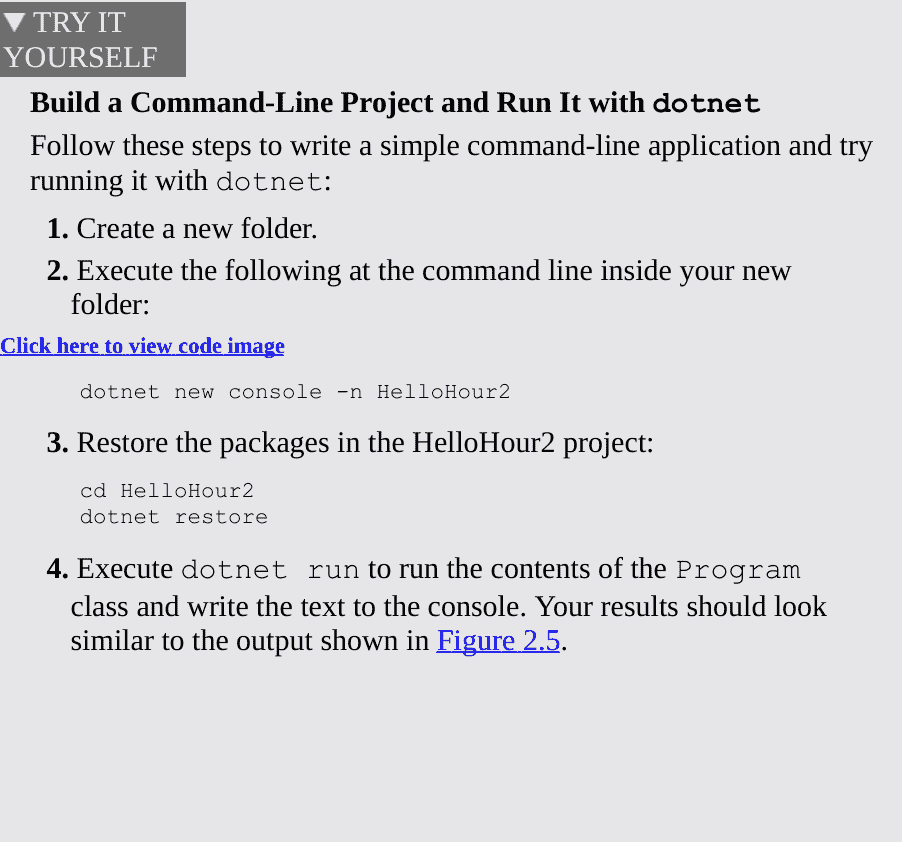 ▼ TRY IT
YOURSELF
Build a Command-Line Project and Run It with dotnet
Follow these steps to write a simple command-line application and try
running it with dotnet:
1. Create a new folder.
2. Execute the following at the command line inside your new
folder:
Click here to view code image
dotnet new console -n HelloHour2
3. Restore the packages in the HelloHour2 project:
cd HelloHour2
dotnet restore
4. Execute dotnet run to run the contents of the Program
class and write the text to the console. Your results should look
similar to the output shown in Figure 2.5.